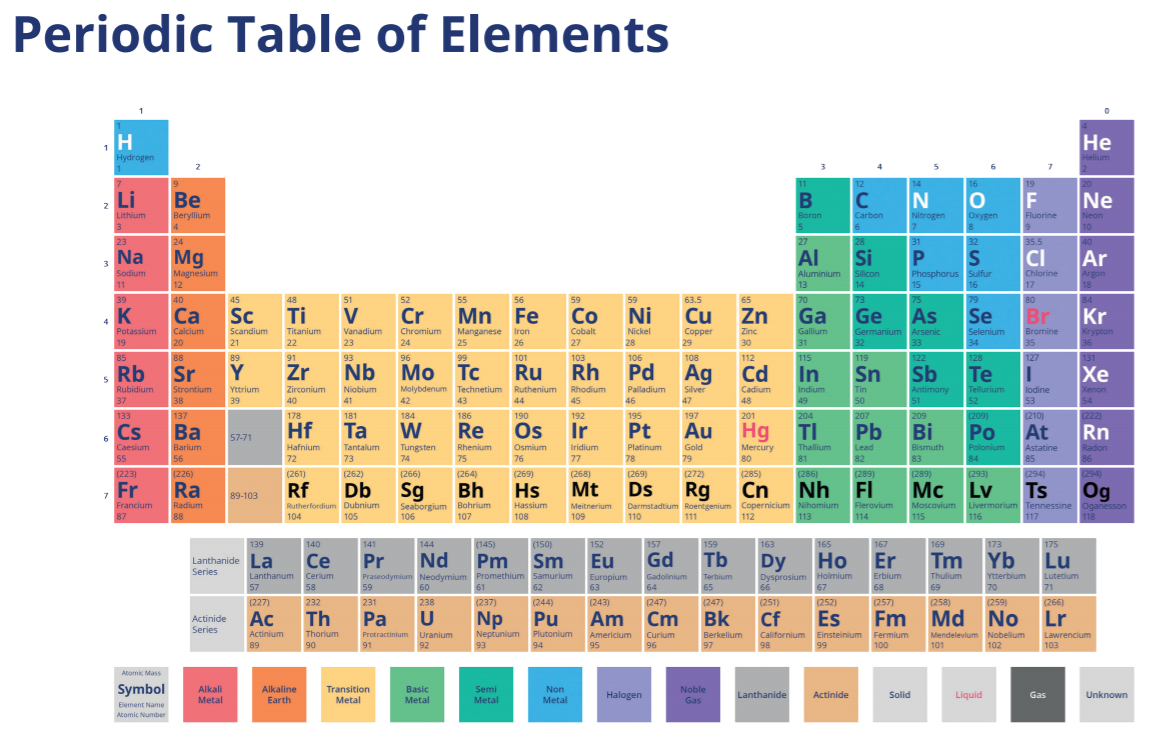 Periodic Table of Elements
1 0
1 4
1 H He
Hydrogen Helium
1 2
2 3 4 5 6 7
7 9 11 12 14 16 19 20
2 Li Be B C N O F Ne
Lithium Beryllium Boron Carbon Nitrogen Oxygen Fluorine Neon
3 4 5 6 7 8 9 10
23 24 27 28 31 32 35.5 40
3 Na Mg Al Si P S Cl Ar
Sodium Magnesium Aluminium Silicon Phosphorus Sulfur Chlorine Argon
11 12 13 14 15 16 17 18
39 40 45 48 51 52 55 56 59 59 63.5 65 70 73 75 79 80 84
4 K Ca Sc Ti V Cr Mn Fe Co Ni Cu Zn Ga Ge As Se Br Kr
Potassium Calcium Scandium Titanium Vanadium Chromium Manganese Iron Cobalt Nickel Copper Zinc Gallium Germanium Arsenic Selenium Bromine Krypton
19 20 21 22 23 24 25 26 27 28 29 30 31 32 33 34 35 36
85 88 89 91 93 96 99 101 103 106 108 112 115 119 122 128 127 131
5 Rb Sr Y Zr Nb Mo Tc Ru Rh Pd Ag Cd In Sn Sb Te I Xe
Rubidium Strontium Yttrium Zirconium Niobium Molybdenum Technetium Ruthenium Rhodium Palladium Silver Cadmium Indium Tin Antimony Tellurium Iodine Xenon
37 38 39 40 41 42 43 44 45 46 47 48 49 50 51 52 53 54
133 137 178 181 184 186 190 192 195 197 201 204 207 209 (209) (210) (222)
6 Cs Ba 57-71 Hf Ta W Re Os Ir Pt Au Hg Tl Pb Bi Po At Rn
Caesium Barium Hafnium Tantalum Tungsten Rhenium Osmium Iridium Platinum Gold Mercury Thallium Lead Bismuth Polonium Astatine Radon
55 56 72 73 74 75 76 77 78 79 80 81 82 83 84 85 86
(223) (226) (261) (262) (266) (264) (269) (268) (269) (272) (285) (286) (289) (289) (293) (294) (294)
7 Fr Ra 89-103 Rf Db Sg Bh Hs Mt Ds Rg Cn Nh Fl Mc Lv Ts Og
Francium Radium Rutherfordium Dubnium Seaborgium Bohrium Hassium Meitnerium Darmstadtium Roentgenium Copernicium Nihomium Flerovium Moscovium Livermorium Tennessine Oganesson
87 88 104 105 106 107 108 109 110 111 112 113 114 115 116 117 118
139 140 141 144 (145) (150) 152 157 159 163 165 167 169 173 175
Lanthanide Series La Ce Pr Nd Pm Sm Eu Gd Tb Dy Ho Er Tm Yb Lu
Lanthanum Cerium Praseodymium Neodymium Promethium Samurium Europium Gadolinium Terbium Dysprosium Holmium Erbium Thulium Ytterbium Lutetium
57 58 59 60 61 62 63 64 65 66 67 68 69 70 71
(227) 232 231 238 (237) (244) (243) (247) (247) (251) (252) (257) (258) (259) (266)
Actinide Series Ac Th Pa U Np Pu Am Cm Bk Cf Es Fm Md No Lr
Actinium Thorium Protractinium Uranium Neptunium Plutonium Americium Curium Berkelium Californium Einsteinium Fermium Mendelevium Nobelium Lawrencium
89 90 91 92 93 94 95 96 97 98 99 100 101 102 103
Atomic Mass
Symbol
Element Name
Atomic Number
Alkali Metal
Alkaline Earth
Transition Metal
Basic Metal
Semi Metal
Non Metal
Halogen
Noble Gas
Lanthanide
Actinide
Solid
Liquid
Gas
Unknown